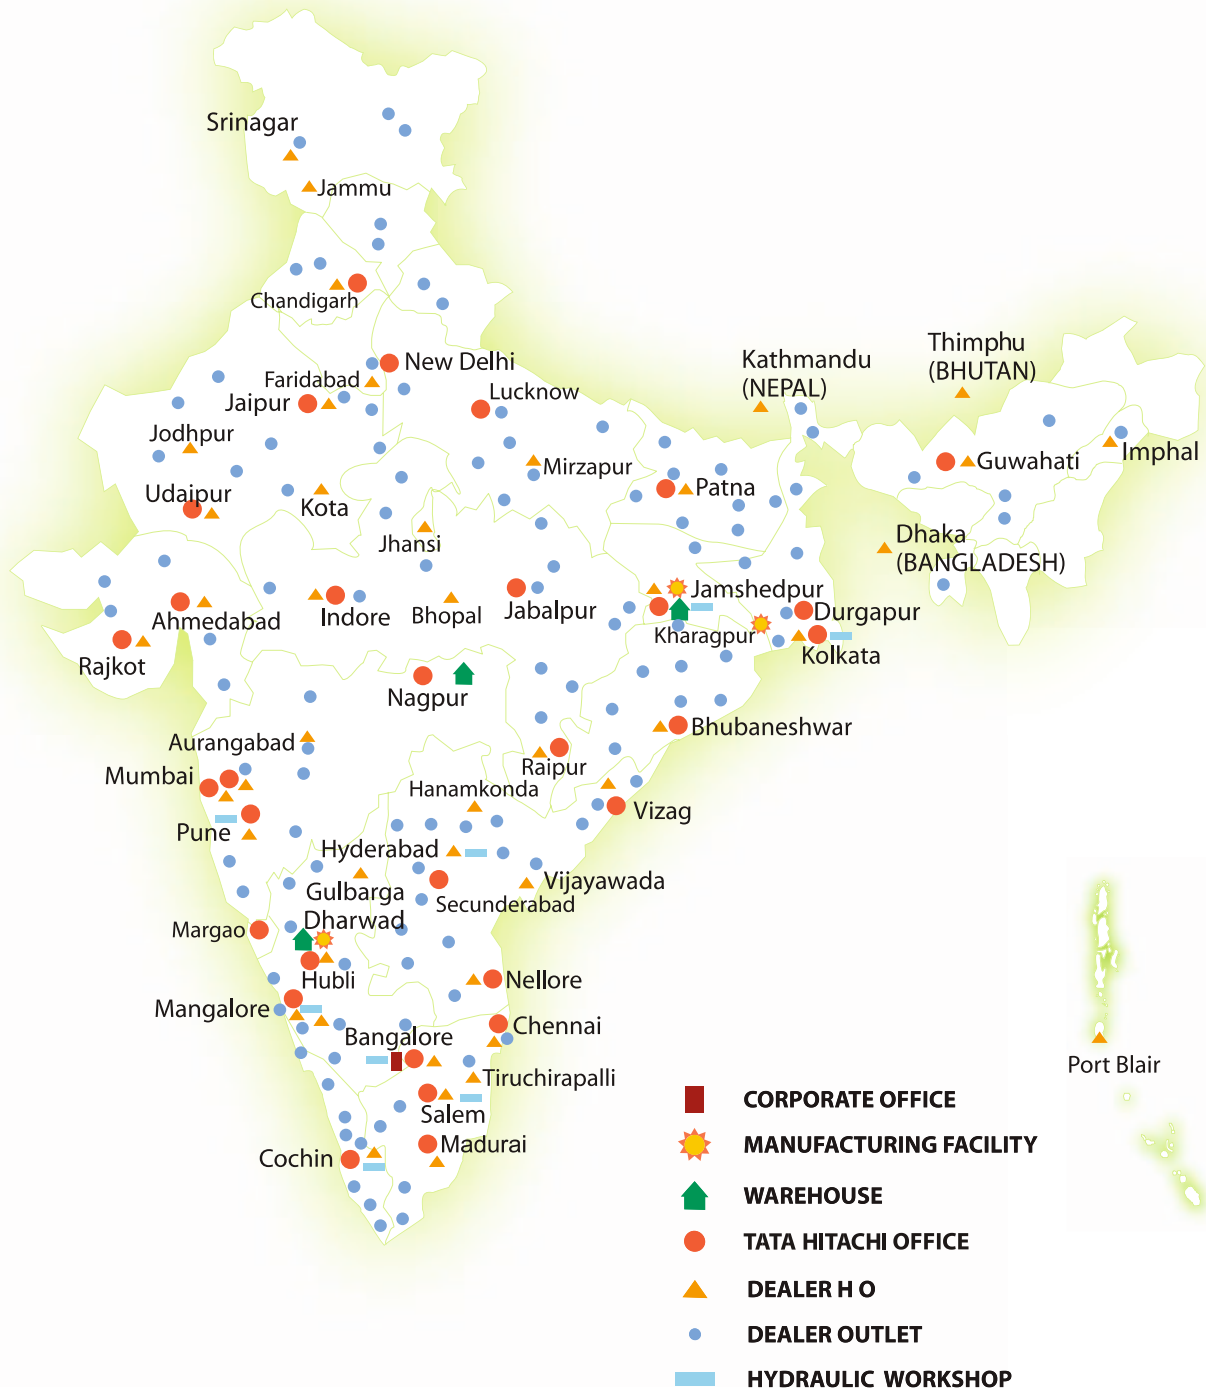 Srinagar
Jammu
Chandigarh
New Delhi
Faridabad
Lucknow
Jaipur
Kathmandu
(NEPAL)
Thimphu
(BHUTAN)
Jodhpur
Mirzapur
Guwahati
Imphal
Udaipur
Kota
Patna
Jhansi
Dhaka
(BANGLADESH)
Ahmedabad
Indore
Bhopal
Jabalpur
Jamshedpur
Durgapur
Kharagpur
Kolkata
Rajkot
Nagpur
Bhubaneshwar
Aurangabad
Raipur
Mumbai
Hanamkonda
Vizag
Pune
Hyderabad
Gulbarga
Vijayawada
Secunderabad
Dharwad
Margao
Hubli
Nellore
Mangalore
Chennai
Bangalore
Tiruchirapalli
Port Blair
Salem
Madurai
Cochin
CORPORATE OFFICE
MANUFACTURING FACILITY
WAREHOUSE
TATA HITACHI OFFICE
DEALER H O
DEALER OUTLET
HYDRAULIC WORKSHOP